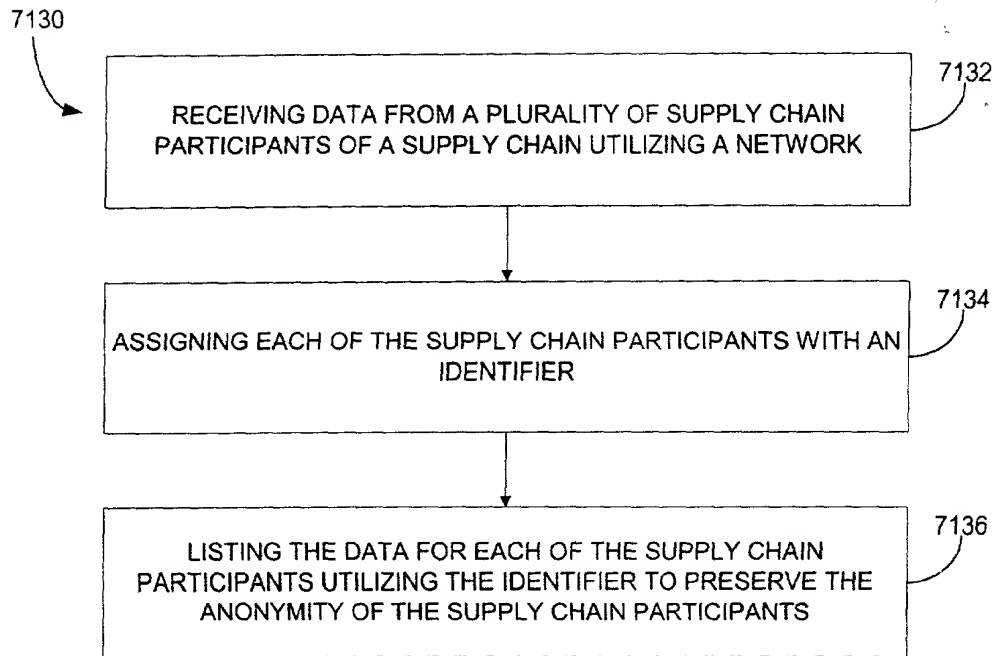 7130
7132
RECEIVING DATA FROM A PLURALITY OF SUPPLY CHAIN
PARTICIPANTS OF A SUPPLY CHAIN UTILIZING A NETWORK
7134
ASSIGNING EACH OF THE SUPPLY CHAIN PARTICIPANTS WITH AN
IDENTIFIER
7136
LISTING THE DATA FOR EACH OF THE SUPPLY CHAIN
PARTICIPANTS UTILIZING THE IDENTIFIER TO PRESERVE THE
ANONYMITY OF THE SUPPLY CHAIN PARTICIPANTS